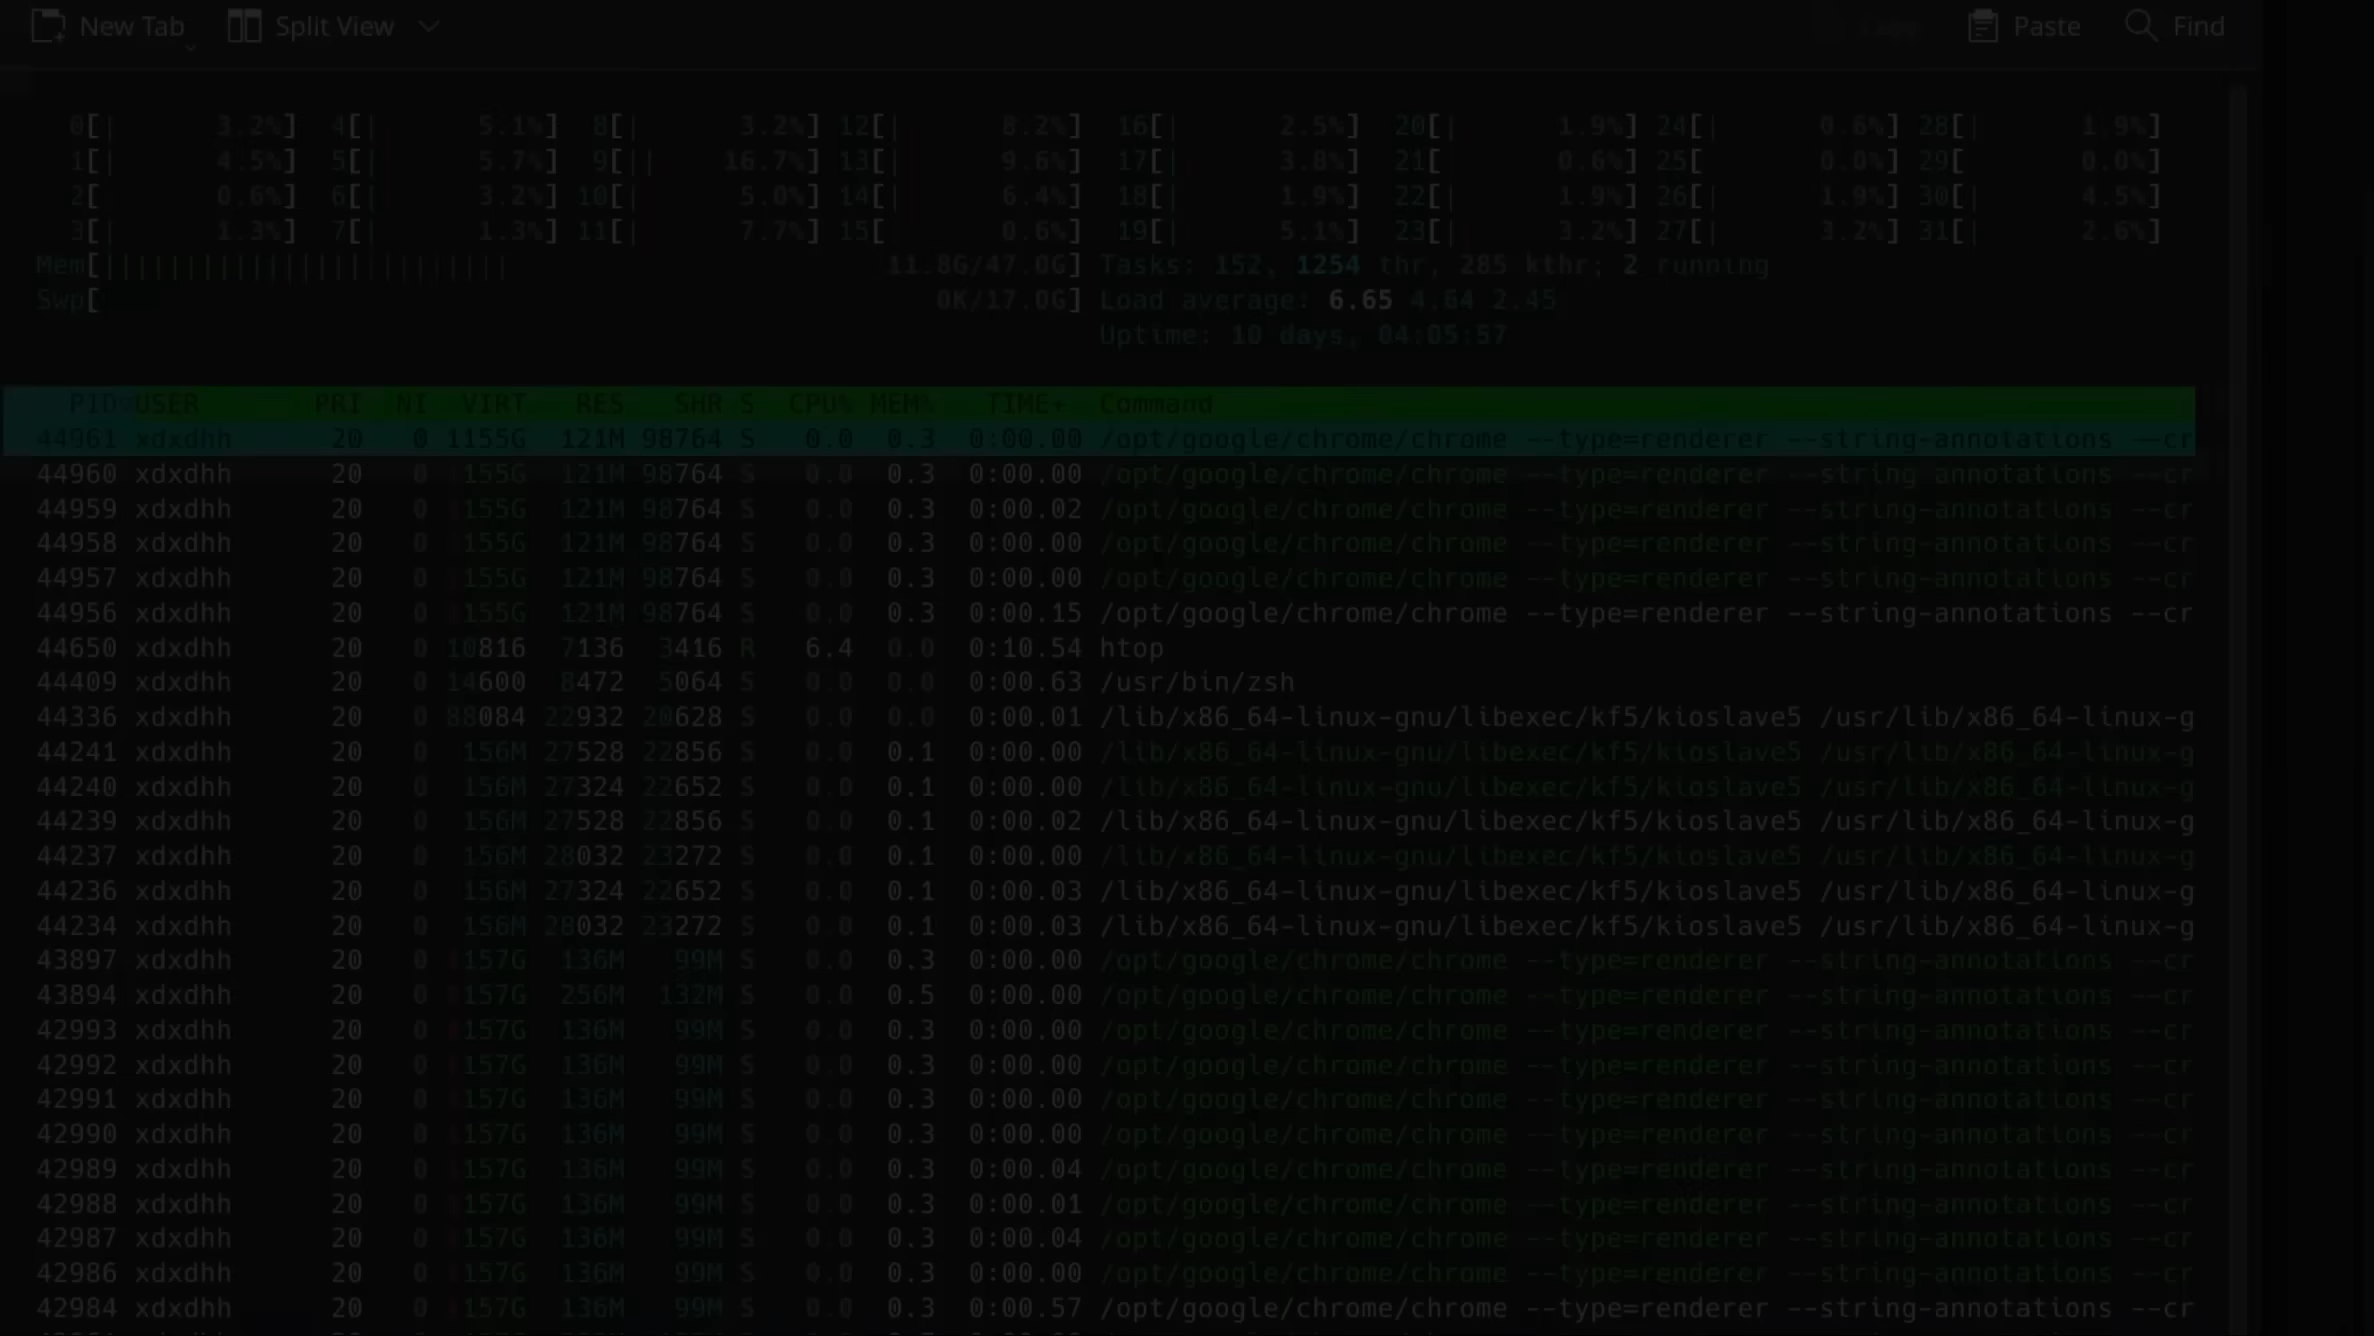 New Tab Split View Copy Paste Find
0[| 3.2%] 4[| 5.1%] 8[| 3.2%] 12[| 8.2%] 16[| 2.5%] 20[| 1.9%] 24[| 0.6%] 28[| 1.9%]
1[| 4.5%] 5[| 5.7%] 9[|| 16.7%] 13[| 9.6%] 17[| 3.8%] 21[ 0.6%] 25[ 0.0%] 29[ 0.0%]
2[ 0.6%] 6[| 3.2%] 10[| 5.0%] 14[| 6.4%] 18[| 1.9%] 22[| 1.9%] 26[| 1.9%] 30[| 4.5%]
3[| 1.3%] 7[| 1.3%] 11[| 7.7%] 15[ 0.6%] 19[| 5.1%] 23[| 3.2%] 27[| 3.2%] 31[| 2.6%]
Mem[||||||||||||||||||||||||| 11.8G/47.0G] Tasks: 152, 1254 thr, 285 kthr; 2 running
Swp[ 0K/17.0G] Load average: 6.65 4.64 2.45
Uptime: 10 days, 04:05:57
PID▽USER PRI NI VIRT RES SHR S CPU% MEM% TIME+ Command
44961 xdxdhh 20 0 1155G 121M 98764 S 0.0 0.3 0:00.00 /opt/google/chrome/chrome --type=renderer --string-annotations --cr
44960 xdxdhh 20 0 1155G 121M 98764 S 0.0 0.3 0:00.00 /opt/google/chrome/chrome --type=renderer --string-annotations --cr
44959 xdxdhh 20 0 1155G 121M 98764 S 0.0 0.3 0:00.02 /opt/google/chrome/chrome --type=renderer --string-annotations --cr
44958 xdxdhh 20 0 1155G 121M 98764 S 0.0 0.3 0:00.00 /opt/google/chrome/chrome --type=renderer --string-annotations --cr
44957 xdxdhh 20 0 1155G 121M 98764 S 0.0 0.3 0:00.00 /opt/google/chrome/chrome --type=renderer --string-annotations --cr
44956 xdxdhh 20 0 1155G 121M 98764 S 0.0 0.3 0:00.15 /opt/google/chrome/chrome --type=renderer --string-annotations --cr
44650 xdxdhh 20 0 10816 7136 3416 R 6.4 0.0 0:10.54 htop
44409 xdxdhh 20 0 14600 8472 5064 S 0.0 0.0 0:00.63 /usr/bin/zsh
44336 xdxdhh 20 0 88084 22932 20628 S 0.0 0.0 0:00.01 /lib/x86_64-linux-gnu/libexec/kf5/kioslave5 /usr/lib/x86_64-linux-g
44241 xdxdhh 20 0 156M 27528 22856 S 0.0 0.1 0:00.00 /lib/x86_64-linux-gnu/libexec/kf5/kioslave5 /usr/lib/x86_64-linux-g
44240 xdxdhh 20 0 156M 27324 22652 S 0.0 0.1 0:00.00 /lib/x86_64-linux-gnu/libexec/kf5/kioslave5 /usr/lib/x86_64-linux-g
44239 xdxdhh 20 0 156M 27528 22856 S 0.0 0.1 0:00.02 /lib/x86_64-linux-gnu/libexec/kf5/kioslave5 /usr/lib/x86_64-linux-g
44237 xdxdhh 20 0 156M 28032 23272 S 0.0 0.1 0:00.00 /lib/x86_64-linux-gnu/libexec/kf5/kioslave5 /usr/lib/x86_64-linux-g
44236 xdxdhh 20 0 156M 27324 22652 S 0.0 0.1 0:00.03 /lib/x86_64-linux-gnu/libexec/kf5/kioslave5 /usr/lib/x86_64-linux-g
44234 xdxdhh 20 0 156M 28032 23272 S 0.0 0.1 0:00.03 /lib/x86_64-linux-gnu/libexec/kf5/kioslave5 /usr/lib/x86_64-linux-g
43897 xdxdhh 20 0 1157G 136M 99M S 0.0 0.3 0:00.00 /opt/google/chrome/chrome --type=renderer --string-annotations --cr
43894 xdxdhh 20 0 1157G 256M 132M S 0.0 0.5 0:00.00 /opt/google/chrome/chrome --type=renderer --string-annotations --cr
42993 xdxdhh 20 0 1157G 136M 99M S 0.0 0.3 0:00.00 /opt/google/chrome/chrome --type=renderer --string-annotations --cr
42992 xdxdhh 20 0 1157G 136M 99M S 0.0 0.3 0:00.00 /opt/google/chrome/chrome --type=renderer --string-annotations --cr
42991 xdxdhh 20 0 1157G 136M 99M S 0.0 0.3 0:00.00 /opt/google/chrome/chrome --type=renderer --string-annotations --cr
42990 xdxdhh 20 0 1157G 136M 99M S 0.0 0.3 0:00.00 /opt/google/chrome/chrome --type=renderer --string-annotations --cr
42989 xdxdhh 20 0 1157G 136M 99M S 0.0 0.3 0:00.04 /opt/google/chrome/chrome --type=renderer --string-annotations --cr
42988 xdxdhh 20 0 1157G 136M 99M S 0.0 0.3 0:00.01 /opt/google/chrome/chrome --type=renderer --string-annotations --cr
42987 xdxdhh 20 0 1157G 136M 99M S 0.0 0.3 0:00.04 /opt/google/chrome/chrome --type=renderer --string-annotations --cr
42986 xdxdhh 20 0 1157G 136M 99M S 0.0 0.3 0:00.00 /opt/google/chrome/chrome --type=renderer --string-annotations --cr
42984 xdxdhh 20 0 1157G 136M 99M S 0.0 0.3 0:00.57 /opt/google/chrome/chrome --type=renderer --string-annotations --cr